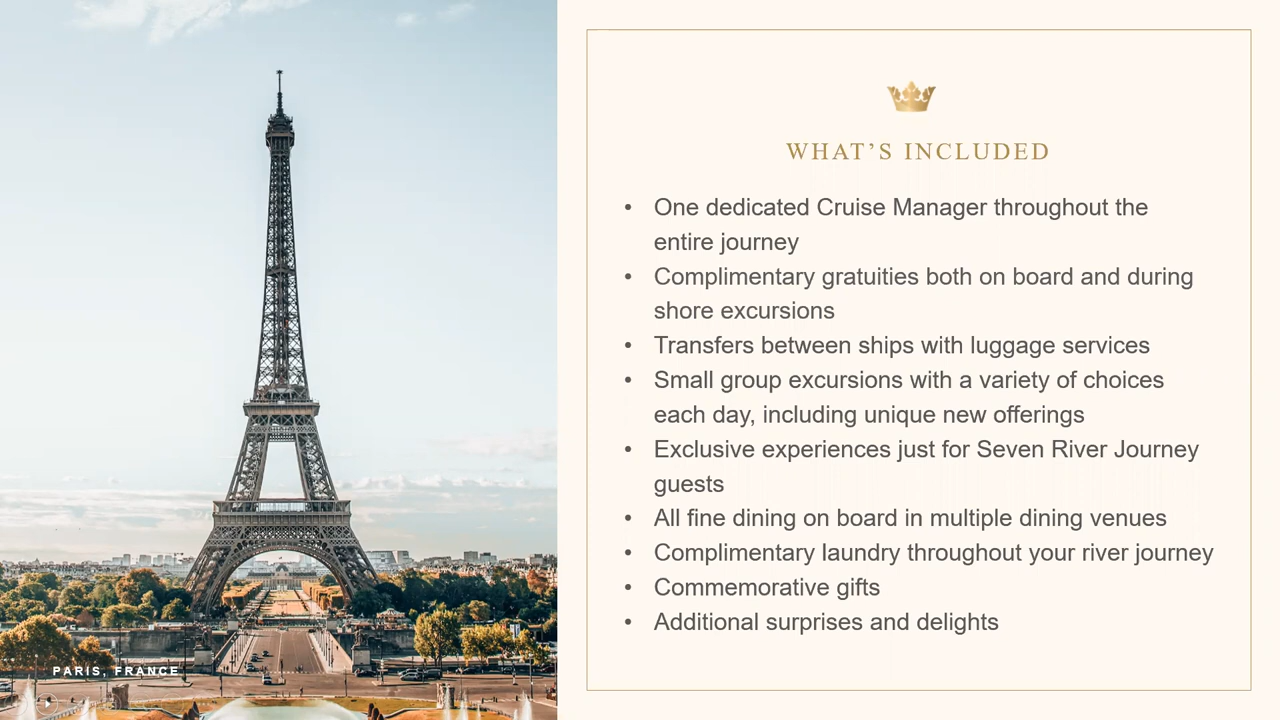 WHAT’S INCLUDED
• One dedicated Cruise Manager throughout the
entire journey
• Complimentary gratuities both on board and during
shore excursions
• Transfers between ships with luggage services
• Small group excursions with a variety of choices
each day, including unique new offerings
• Exclusive experiences just for Seven River Journey
guests
• All fine dining on board in multiple dining venues
• Complimentary laundry throughout your river journey
• Commemorative gifts
• Additional surprises and delights
PARIS, FRANCE